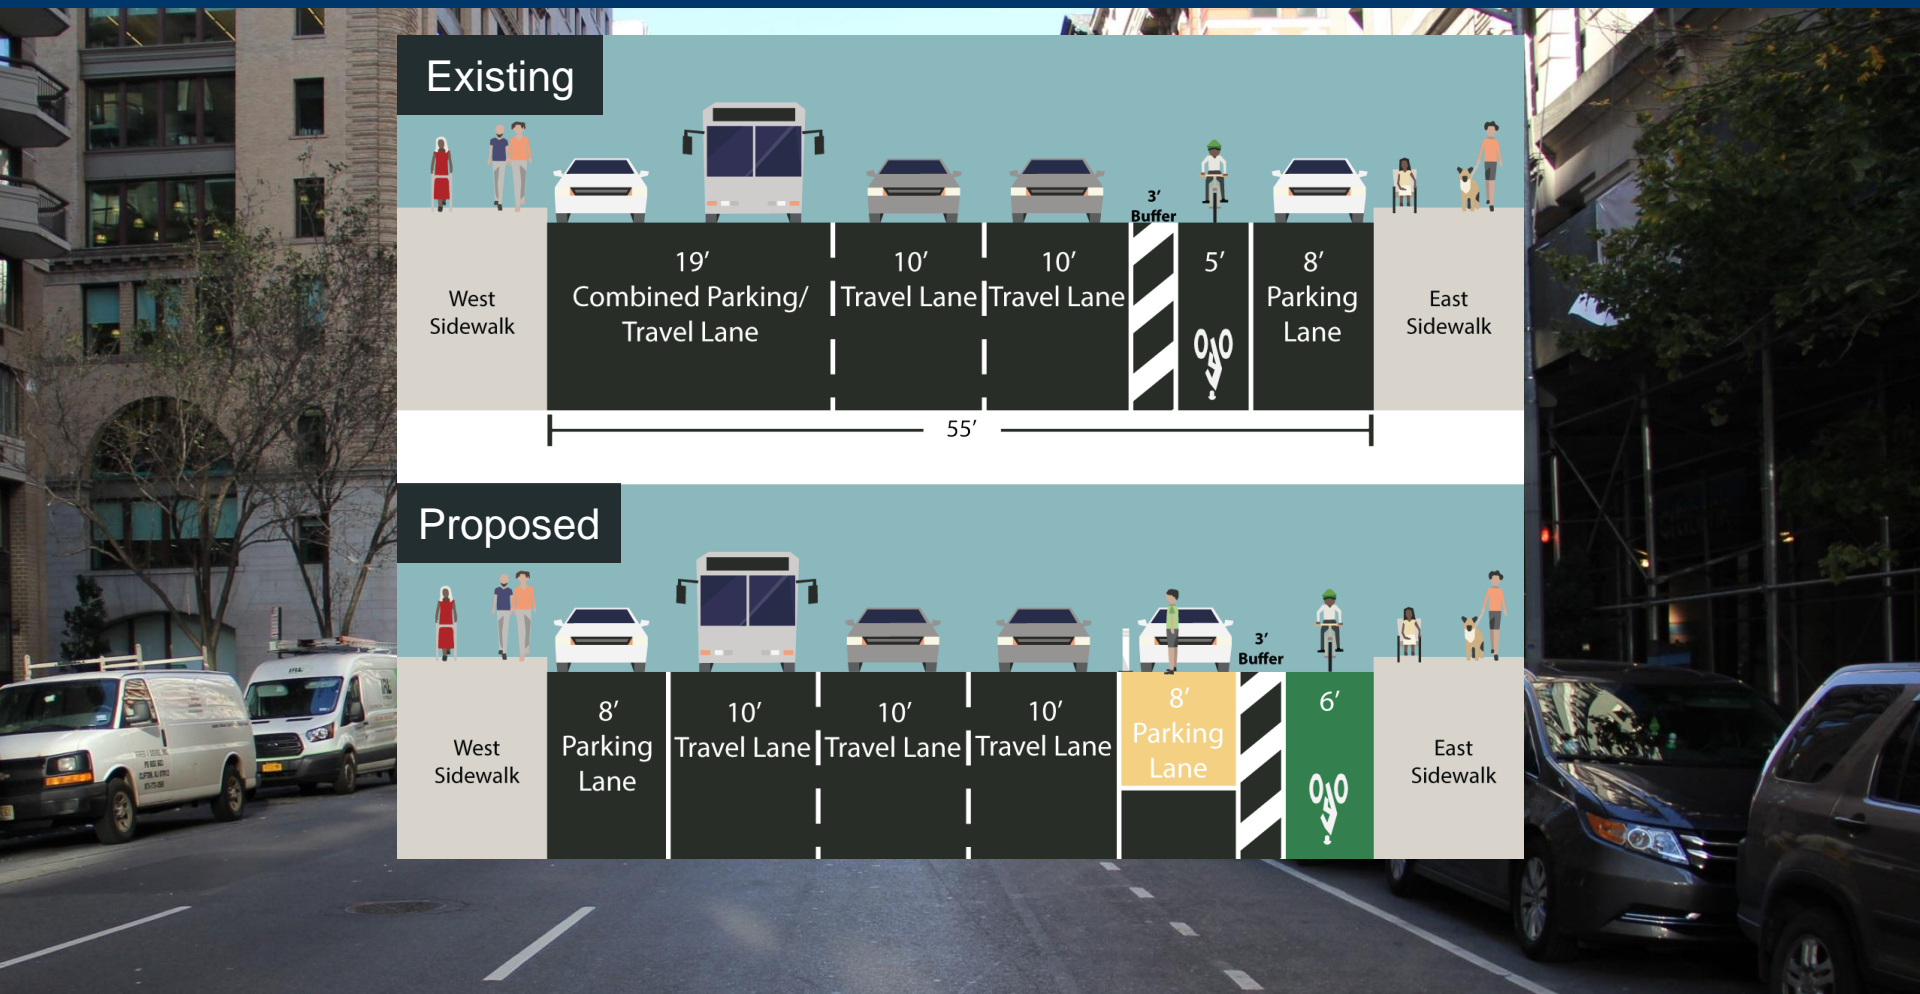 Existing
3'
Buffer
19'
Combined Parking/
Travel Lane
10'
Travel Lane
10'
Travel Lane
5'
8'
Parking
Lane
West
Sidewalk
East
Sidewalk
55'
Proposed
3'
Buffer
8'
Parking
Lane
10'
Travel Lane
10'
Travel Lane
10'
Travel Lane
8'
Parking
Lane
6'
West
Sidewalk
East
Sidewalk